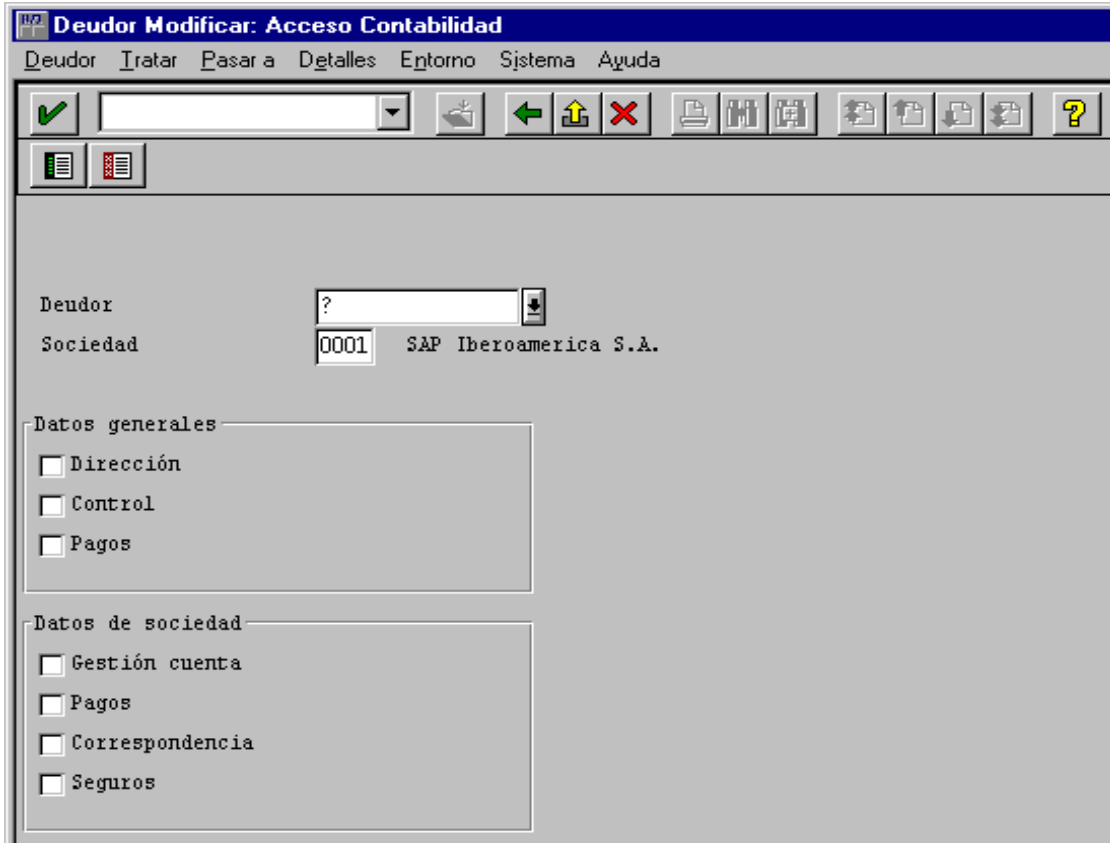 Deudor Modificar: Acceso Contabilidad
Deudor Tratar Pasar a Detalles Entorno Sistema Ayuda
Deudor ?
Sociedad 0001 SAP Iberoamerica S.A.
Datos generales
Dirección
Control
Pagos
Datos de sociedad
Gestión cuenta
Pagos
Correspondencia
Seguros